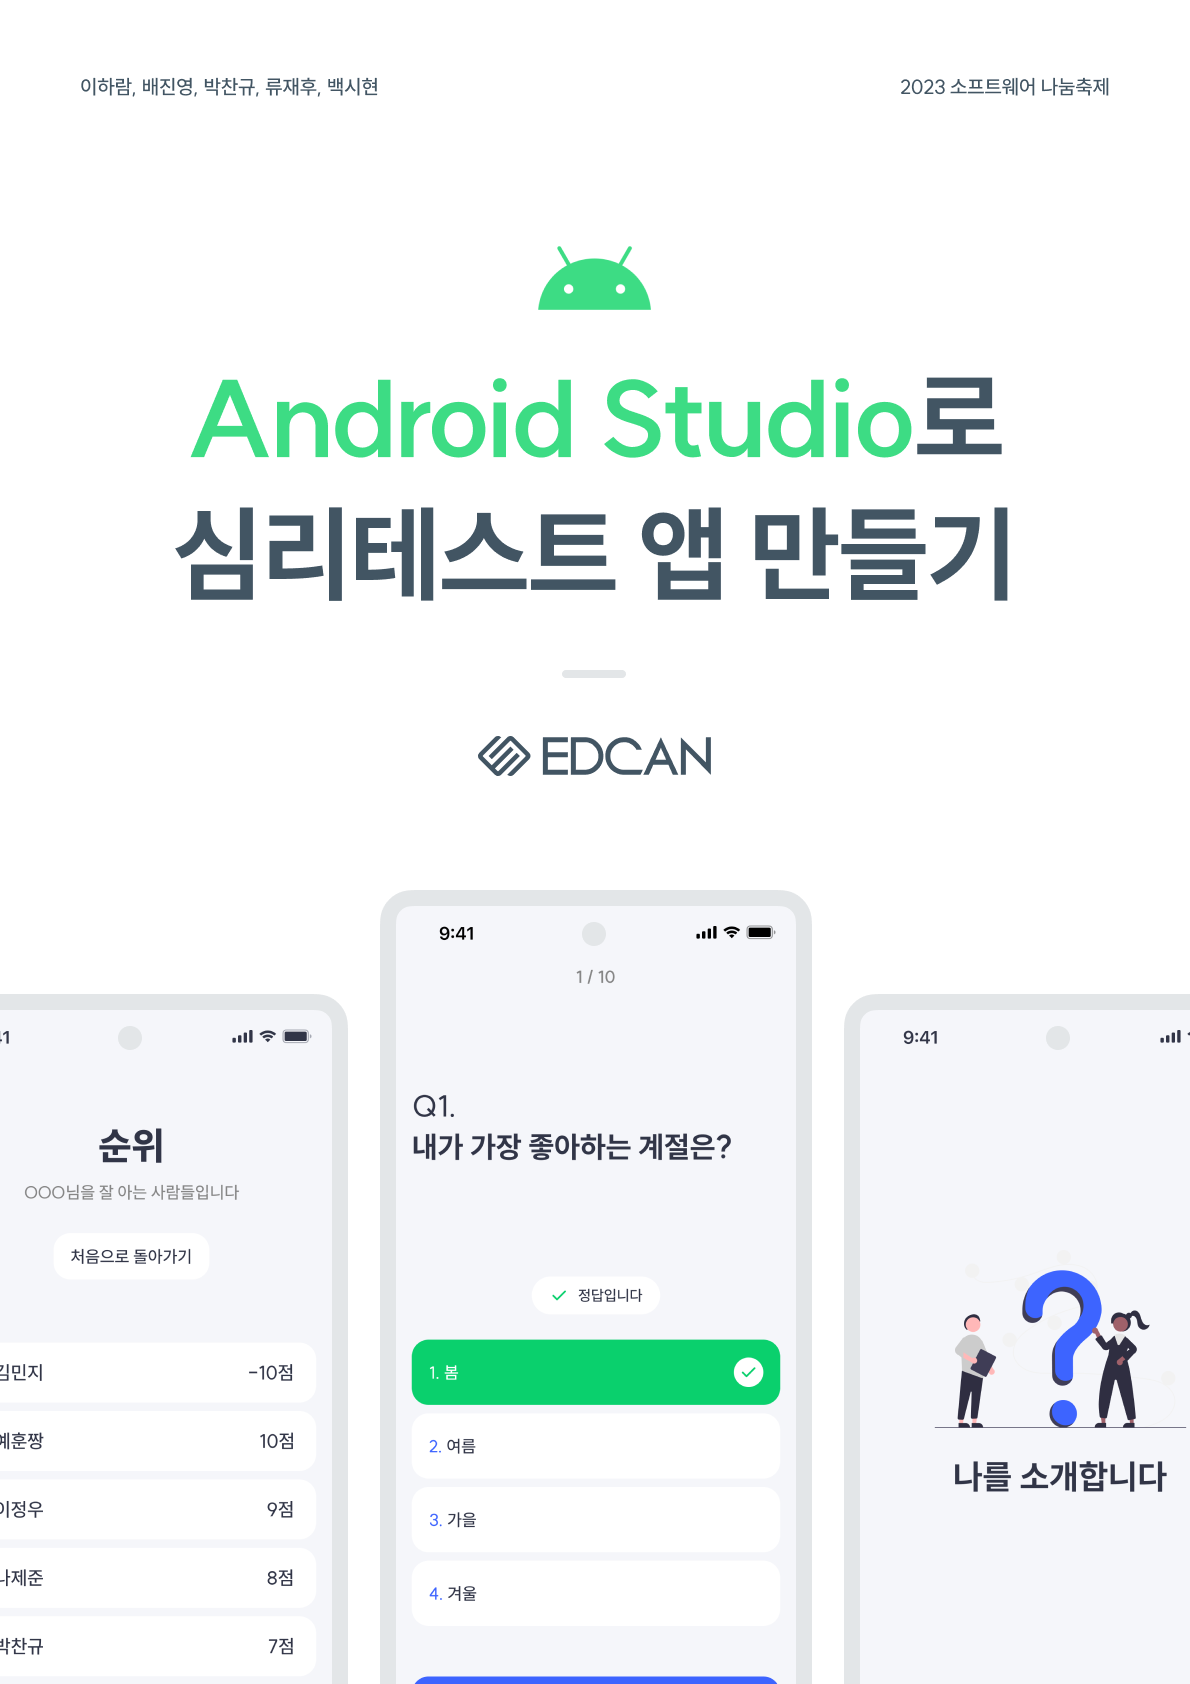 이하람, 배진영, 박찬규, 류재후, 백시현
2023 소프트웨어 나눔축제
Android Studio로
심리테스트 앱 만들기
EDCAN
순위
OOO님을 잘 아는 사람들입니다
처음으로 돌아가기
김민지 -10점
예훈짱 10점
이정우 9점
나제준 8점
박찬규 7점
9:41
1 / 10
Q1.
내가 가장 좋아하는 계절은?
정답입니다
1. 봄
2. 여름
3. 가을
4. 겨울
9:41
나를 소개합니다